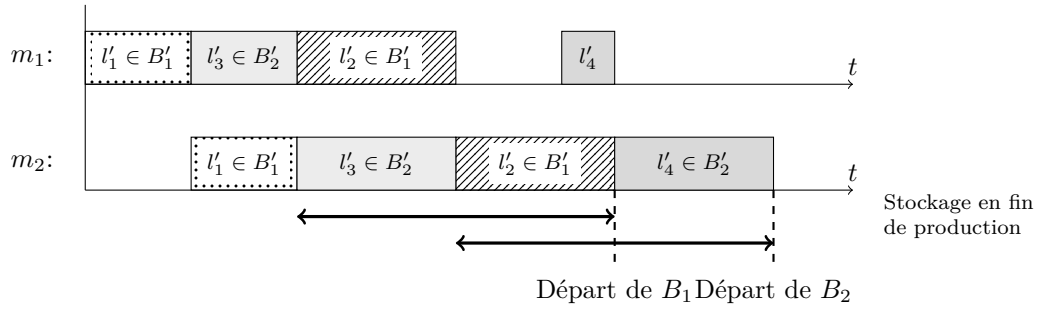 m₁: l′₁ ∈ B′₁ l′₃ ∈ B′₂ l′₂ ∈ B′₁ l′₄ t
m₂: l′₁ ∈ B′₁ l′₃ ∈ B′₂ l′₂ ∈ B′₁ l′₄ ∈ B′₂ t
Stockage en fin
de production
Départ de B₁ Départ de B₂